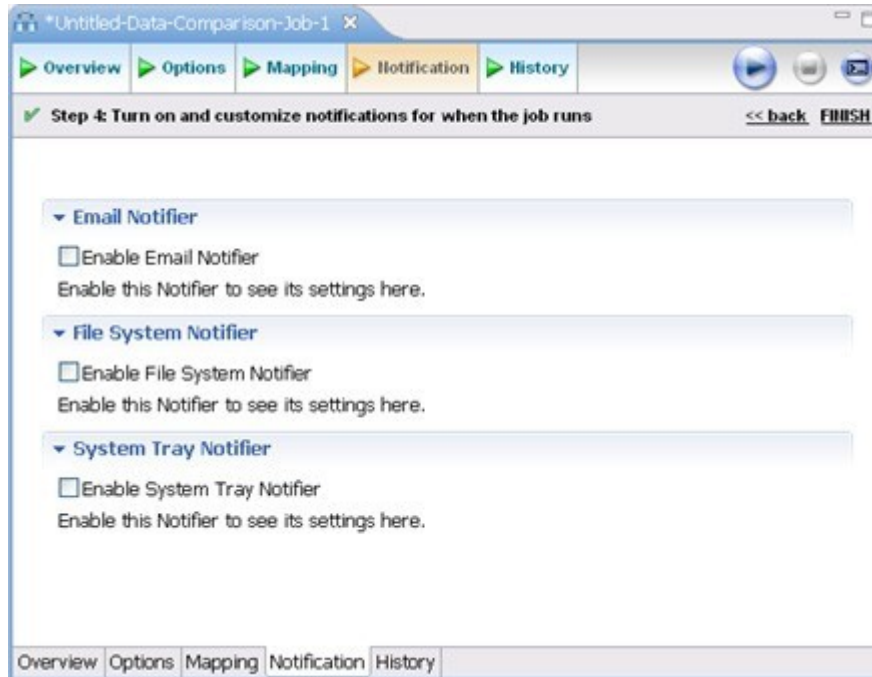 *Untitled-Data-Comparison-Job-1
Overview Options Mapping Notification History
Step 4: Turn on and customize notifications for when the job runs << back FINISH
Email Notifier
Enable Email Notifier
Enable this Notifier to see its settings here.
File System Notifier
Enable File System Notifier
Enable this Notifier to see its settings here.
System Tray Notifier
Enable System Tray Notifier
Enable this Notifier to see its settings here.
Overview Options Mapping Notification History